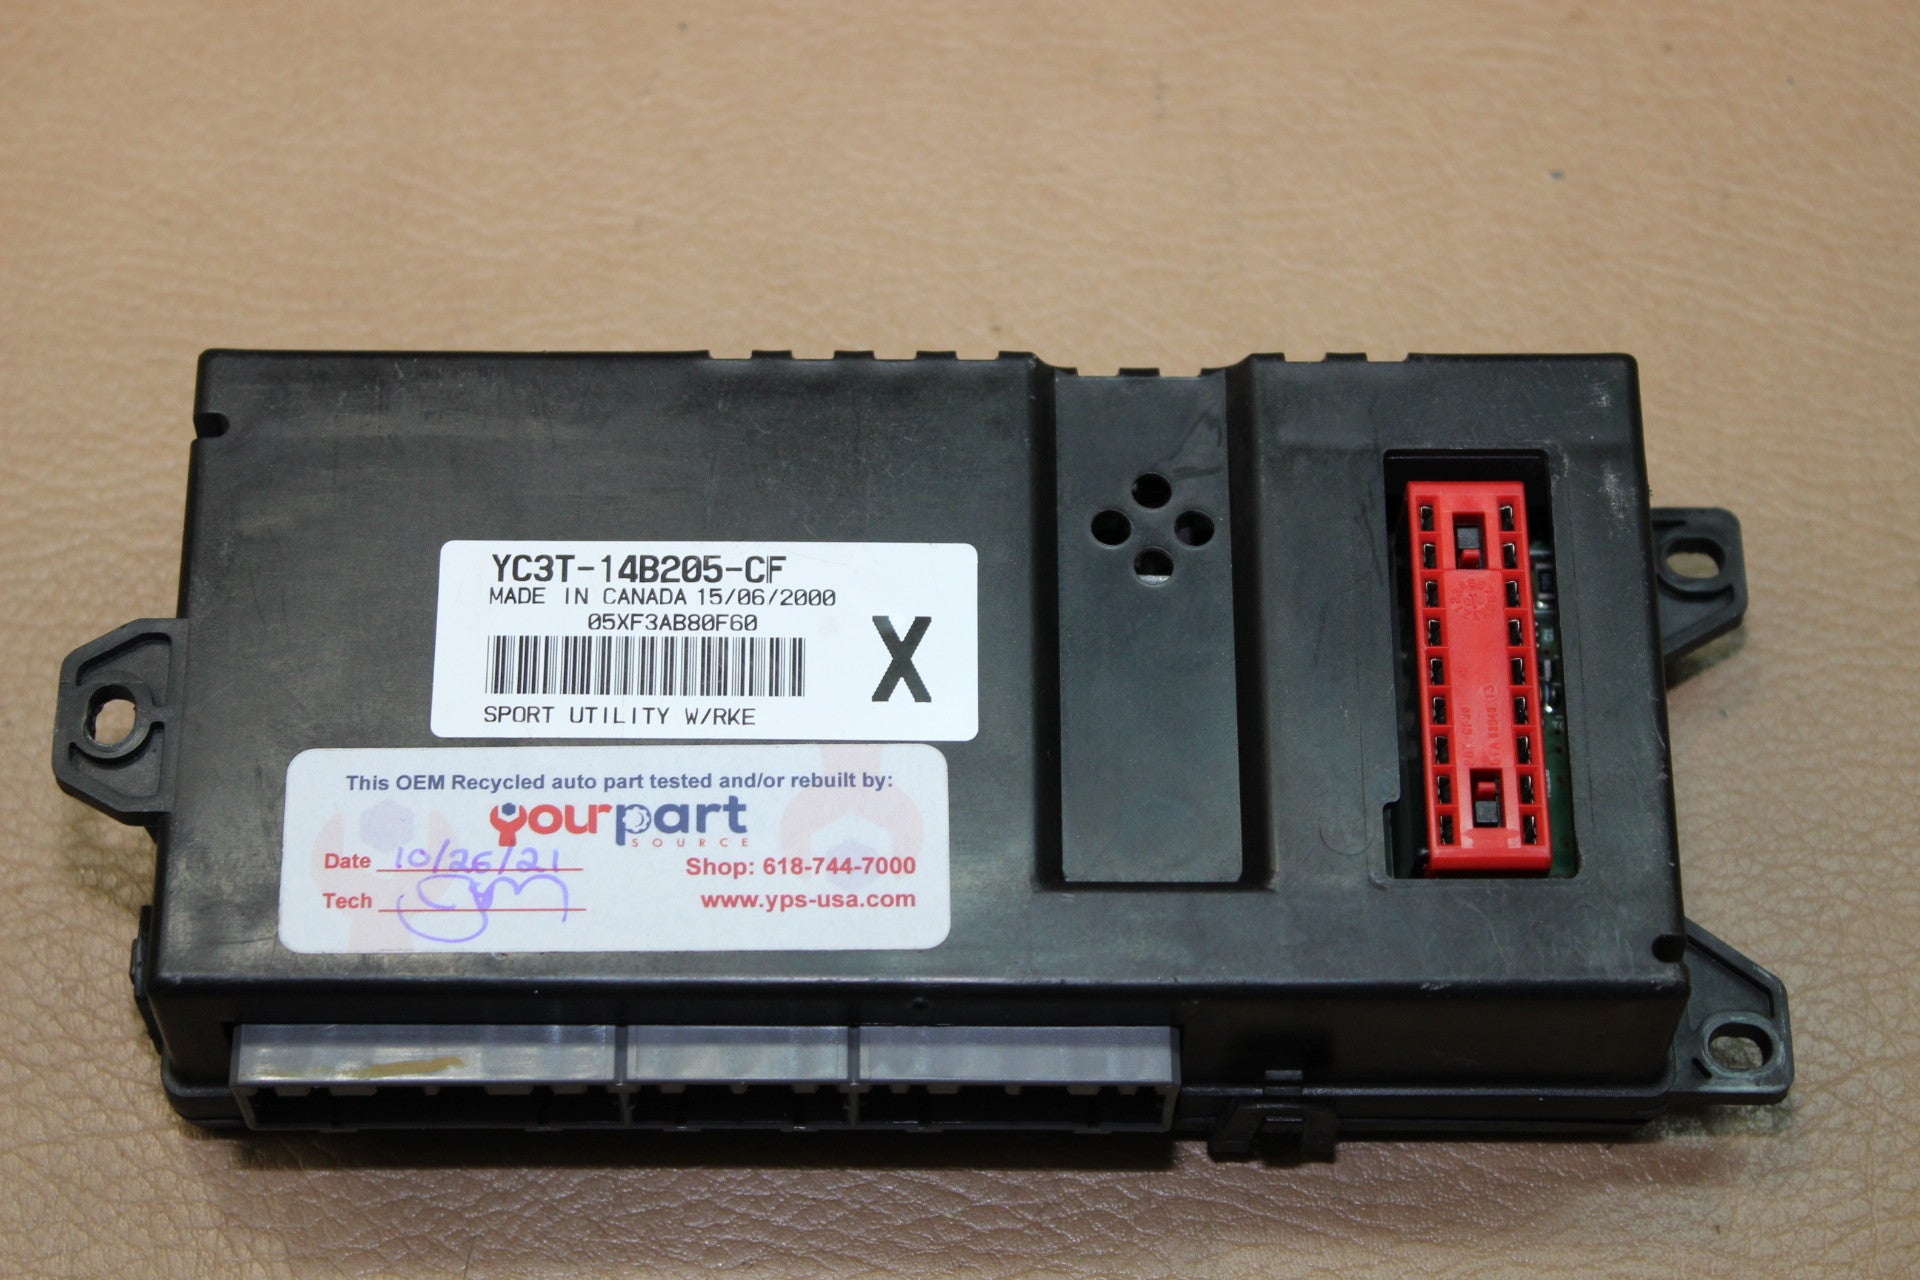 YC3T-14B205-CF
MADE IN CANADA 15/06/2000
05XF3AB80F60
X
SPORT UTILITY W/RKE
This OEM Recycled auto part tested and/or rebuilt by:
yourpart
SOURCE
Date 10/26/21
Shop: 618-744-7000
Tech
www.yps-usa.com